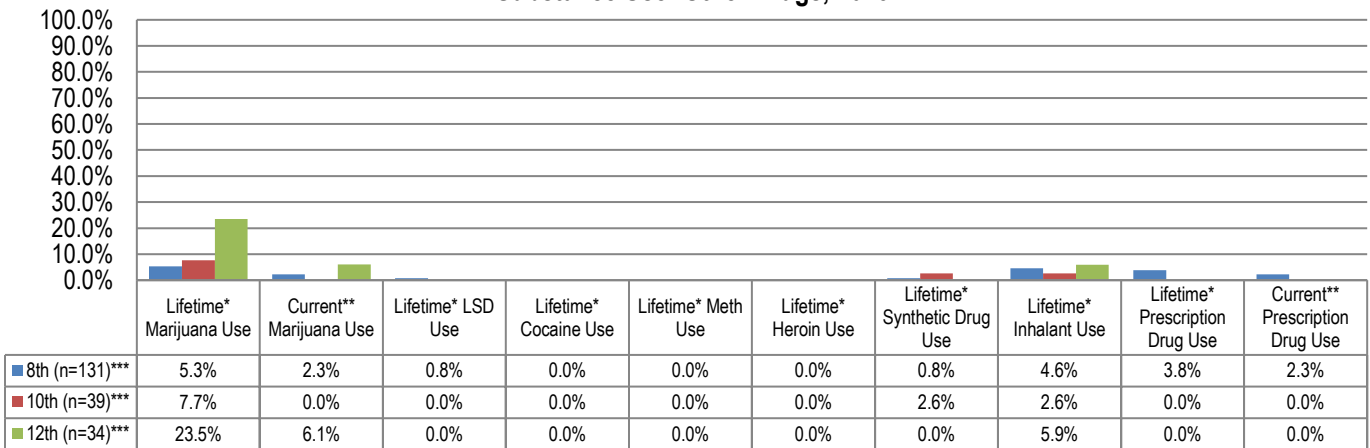 100.0%
90.0%
80.0%
70.0%
60.0%
50.0%
40.0%
30.0%
20.0%
10.0%
0.0%
Lifetime* Marijuana Use Current** Marijuana Use Lifetime* LSD Use Lifetime* Cocaine Use Lifetime* Meth Use Lifetime* Heroin Use Lifetime* Synthetic Drug Use Lifetime* Inhalant Use Lifetime* Prescription Drug Use Current** Prescription Drug Use
8th (n=131)*** 5.3% 2.3% 0.8% 0.0% 0.0% 0.0% 0.8% 4.6% 3.8% 2.3%
10th (n=39)*** 7.7% 0.0% 0.0% 0.0% 0.0% 0.0% 2.6% 2.6% 0.0% 0.0%
12th (n=34)*** 23.5% 6.1% 0.0% 0.0% 0.0% 0.0% 0.0% 5.9% 0.0% 0.0%